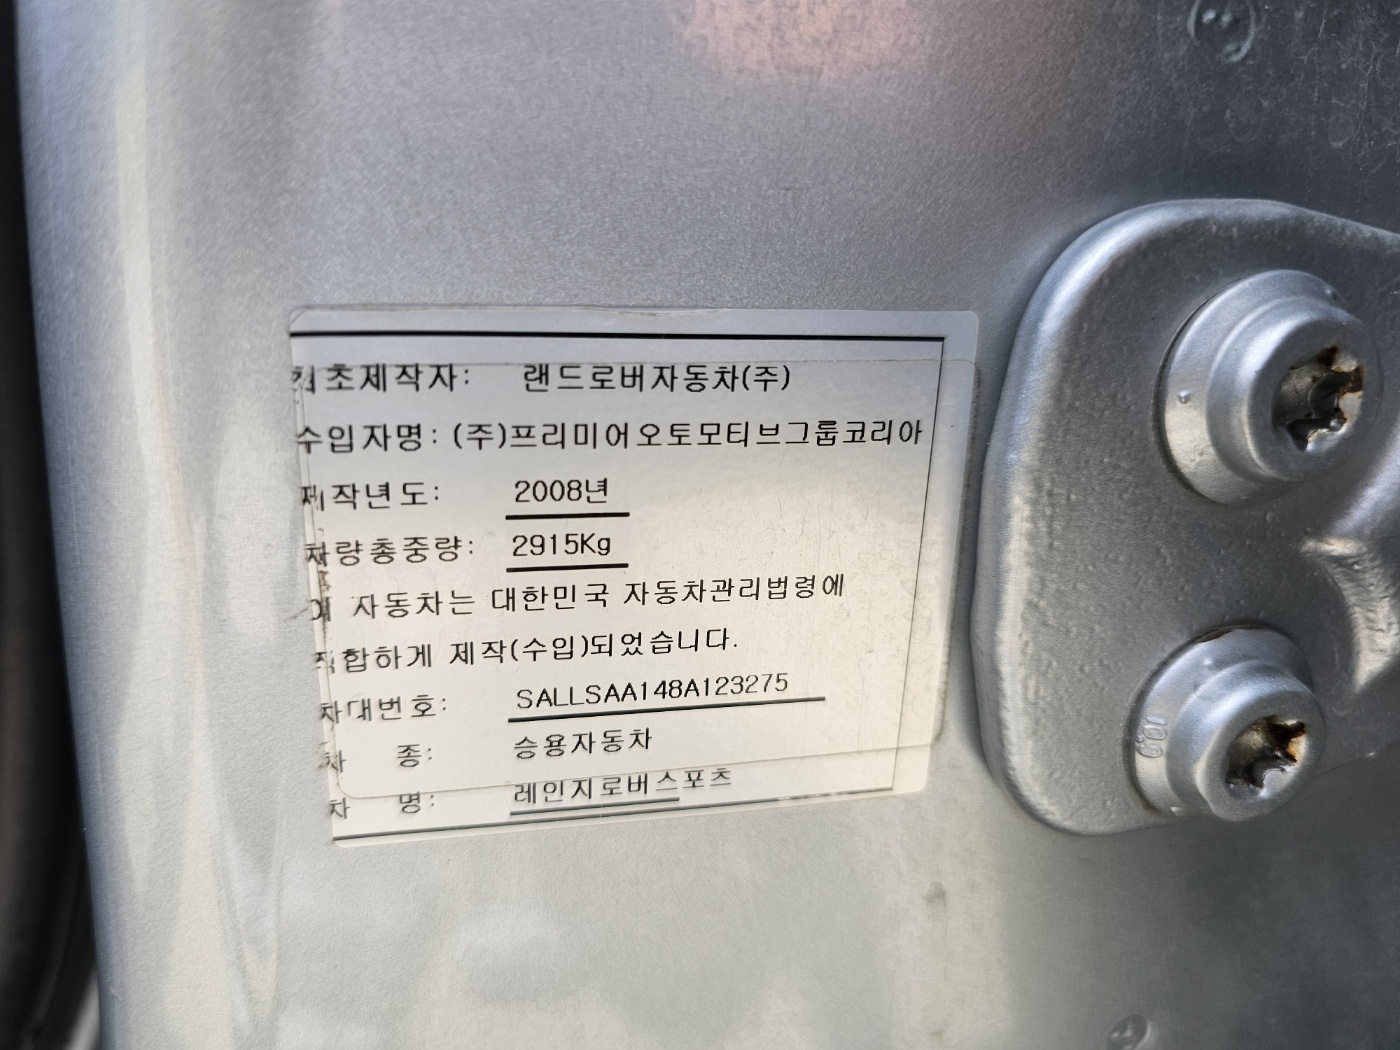 최초제작자: 랜드로버자동차(주)
수입자명: (주)프리미어오토모티브그룹코리아
제작년도: 2008년
차량총중량: 2915Kg
이 자동차는 대한민국 자동차관리법령에
적합하게 제작(수입)되었습니다.
차대번호: SALLSAA148A123275
차 종: 승용자동차
차 명: 레인지로버스포츠